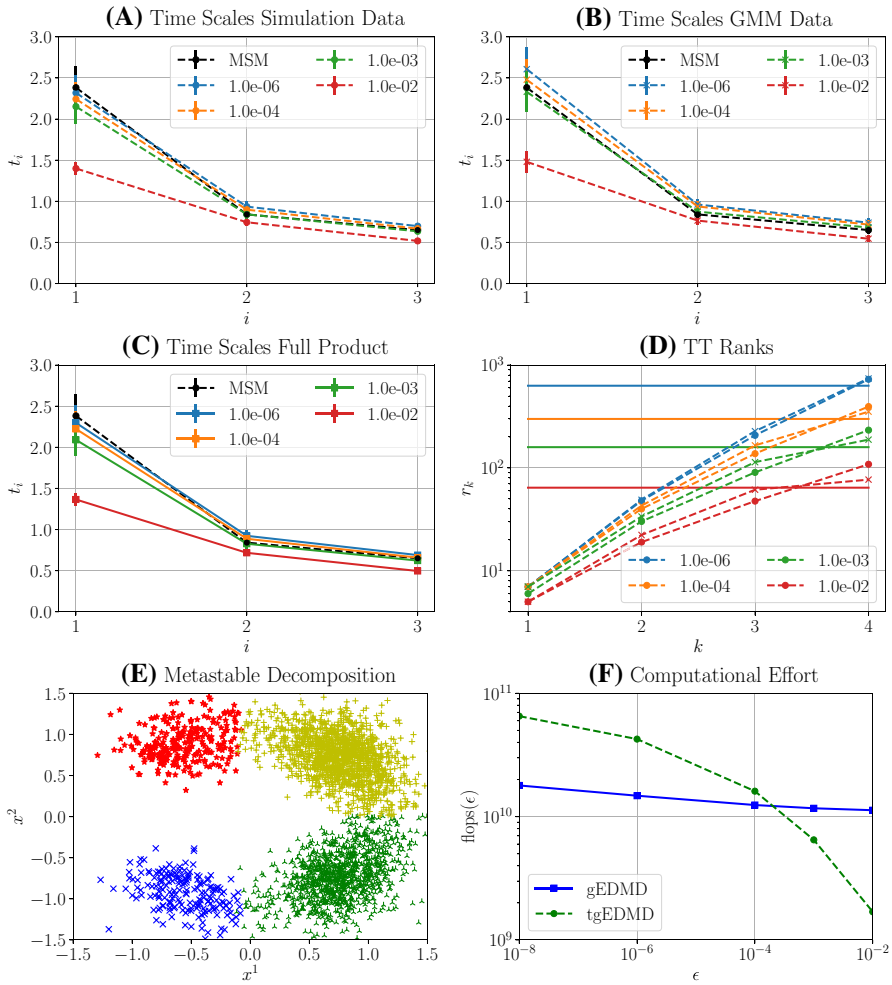 (A) Time Scales Simulation Data
3.0
2.5
2.0
1.5
1.0
0.5
0.0
t_i
MSM
1.0e-06
1.0e-04
1.0e-03
1.0e-02
1 2 3
i
(B) Time Scales GMM Data
3.0
2.5
2.0
1.5
1.0
0.5
0.0
t_i
MSM
1.0e-06
1.0e-04
1.0e-03
1.0e-02
1 2 3
i
(C) Time Scales Full Product
3.0
2.5
2.0
1.5
1.0
0.5
0.0
t_i
MSM
1.0e-06
1.0e-04
1.0e-03
1.0e-02
1 2 3
i
(D) TT Ranks
10^3
10^2
10^1
r_k
1.0e-06
1.0e-04
1.0e-03
1.0e-02
1 2 3 4
k
(E) Metastable Decomposition
1.5
1.0
0.5
0.0
−0.5
−1.0
−1.5
x^2
−1.5 −1.0 −0.5 0.0 0.5 1.0 1.5
x^1
(F) Computational Effort
10^11
10^10
10^9
flops(ϵ)
gEDMD
tgEDMD
10^−8 10^−6 10^−4 10^−2
ϵ